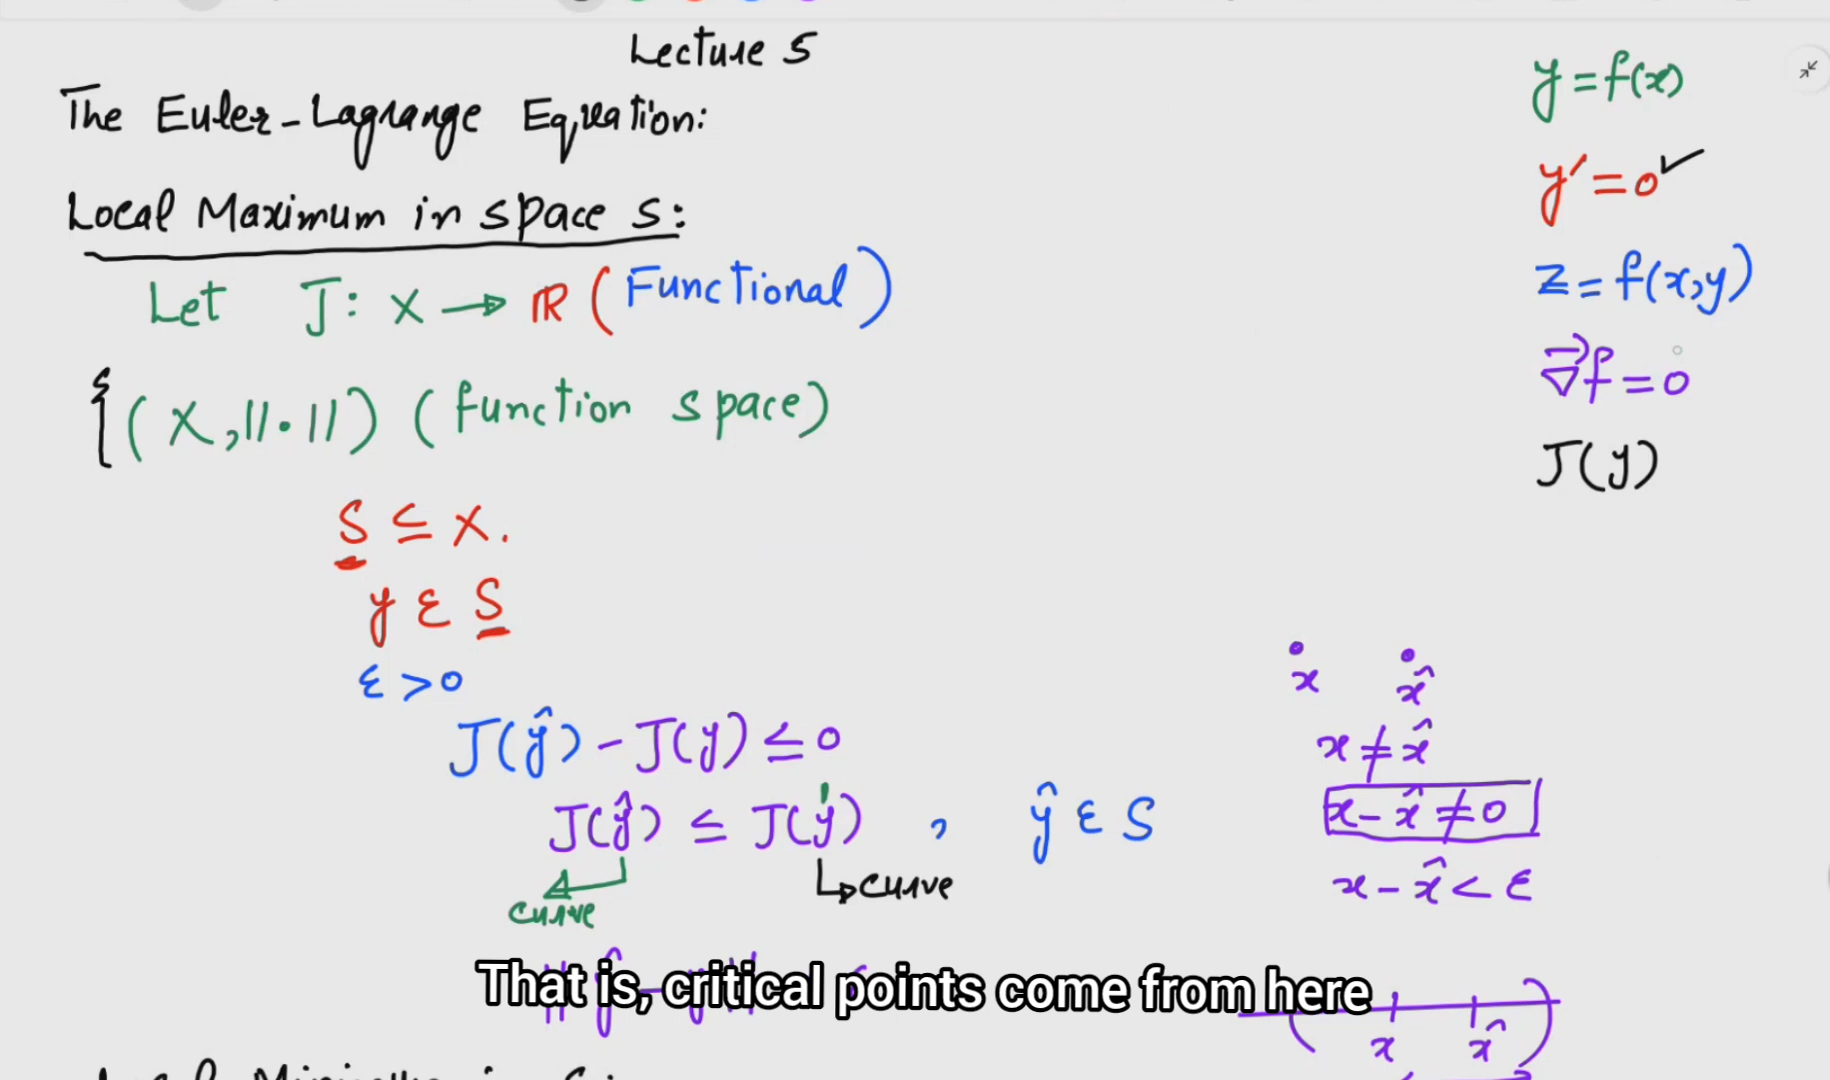 Lecture 5
The Euler-Lagrange Equation:
Local Maximum in space S:
Let J: X → ℝ (Functional)
{(X, ||·||) (function space)
S ⊆ X.
y ε S
ε > 0
J(ŷ) - J(y) ≤ 0
J(ŷ) ≤ J(y) , ŷ ε S
curve
↳curve
That is, critical points come from here
y = f(x)
y' = 0 ✓
z = f(x,y)
∇⃗f = 0
J(y)
x x̂
x ≠ x̂
x - x̂ ≠ 0
x - x̂ < ε
x x̂